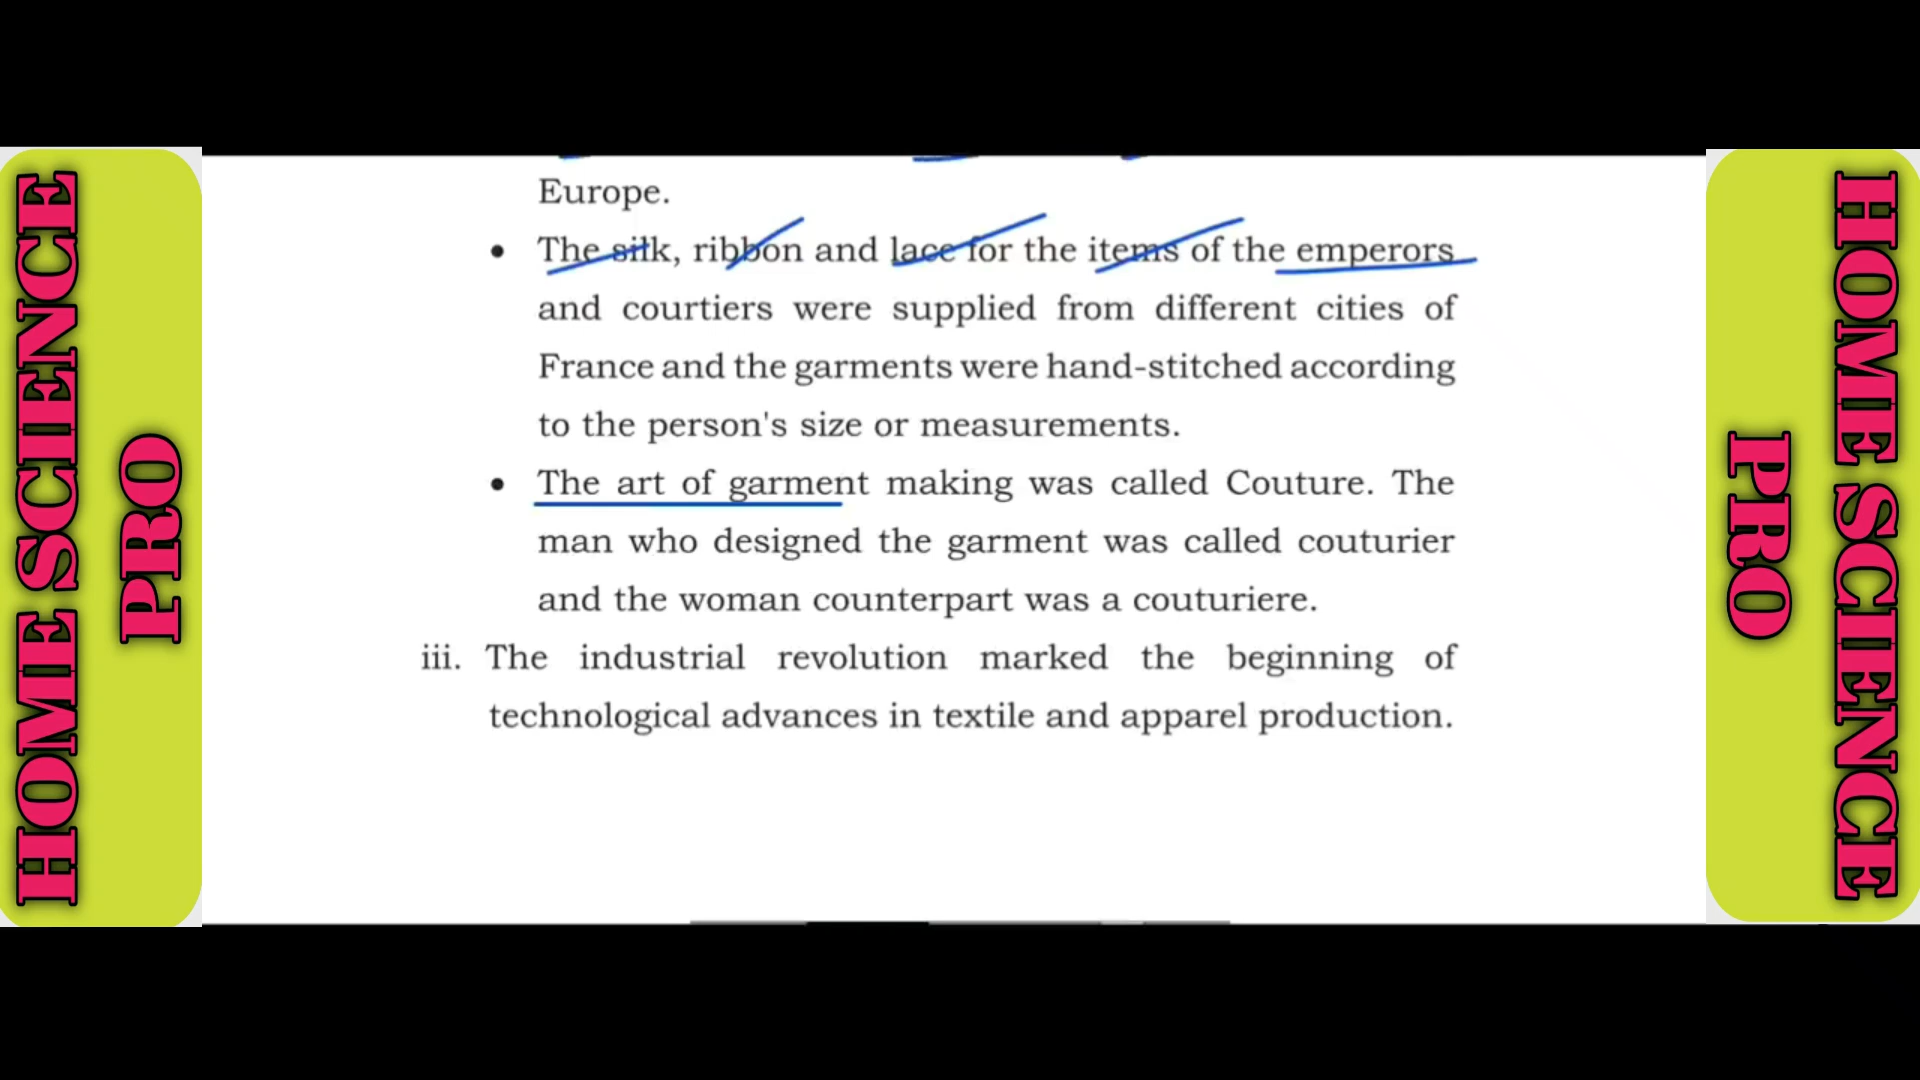 HOME SCIENCE
PRO
Europe.
• The silk, ribbon and lace for the items of the emperors
and courtiers were supplied from different cities of
France and the garments were hand-stitched according
to the person's size or measurements.
• The art of garment making was called Couture. The
man who designed the garment was called couturier
and the woman counterpart was a couturiere.
iii. The industrial revolution marked the beginning of
technological advances in textile and apparel production.
HOME SCIENCE
PRO